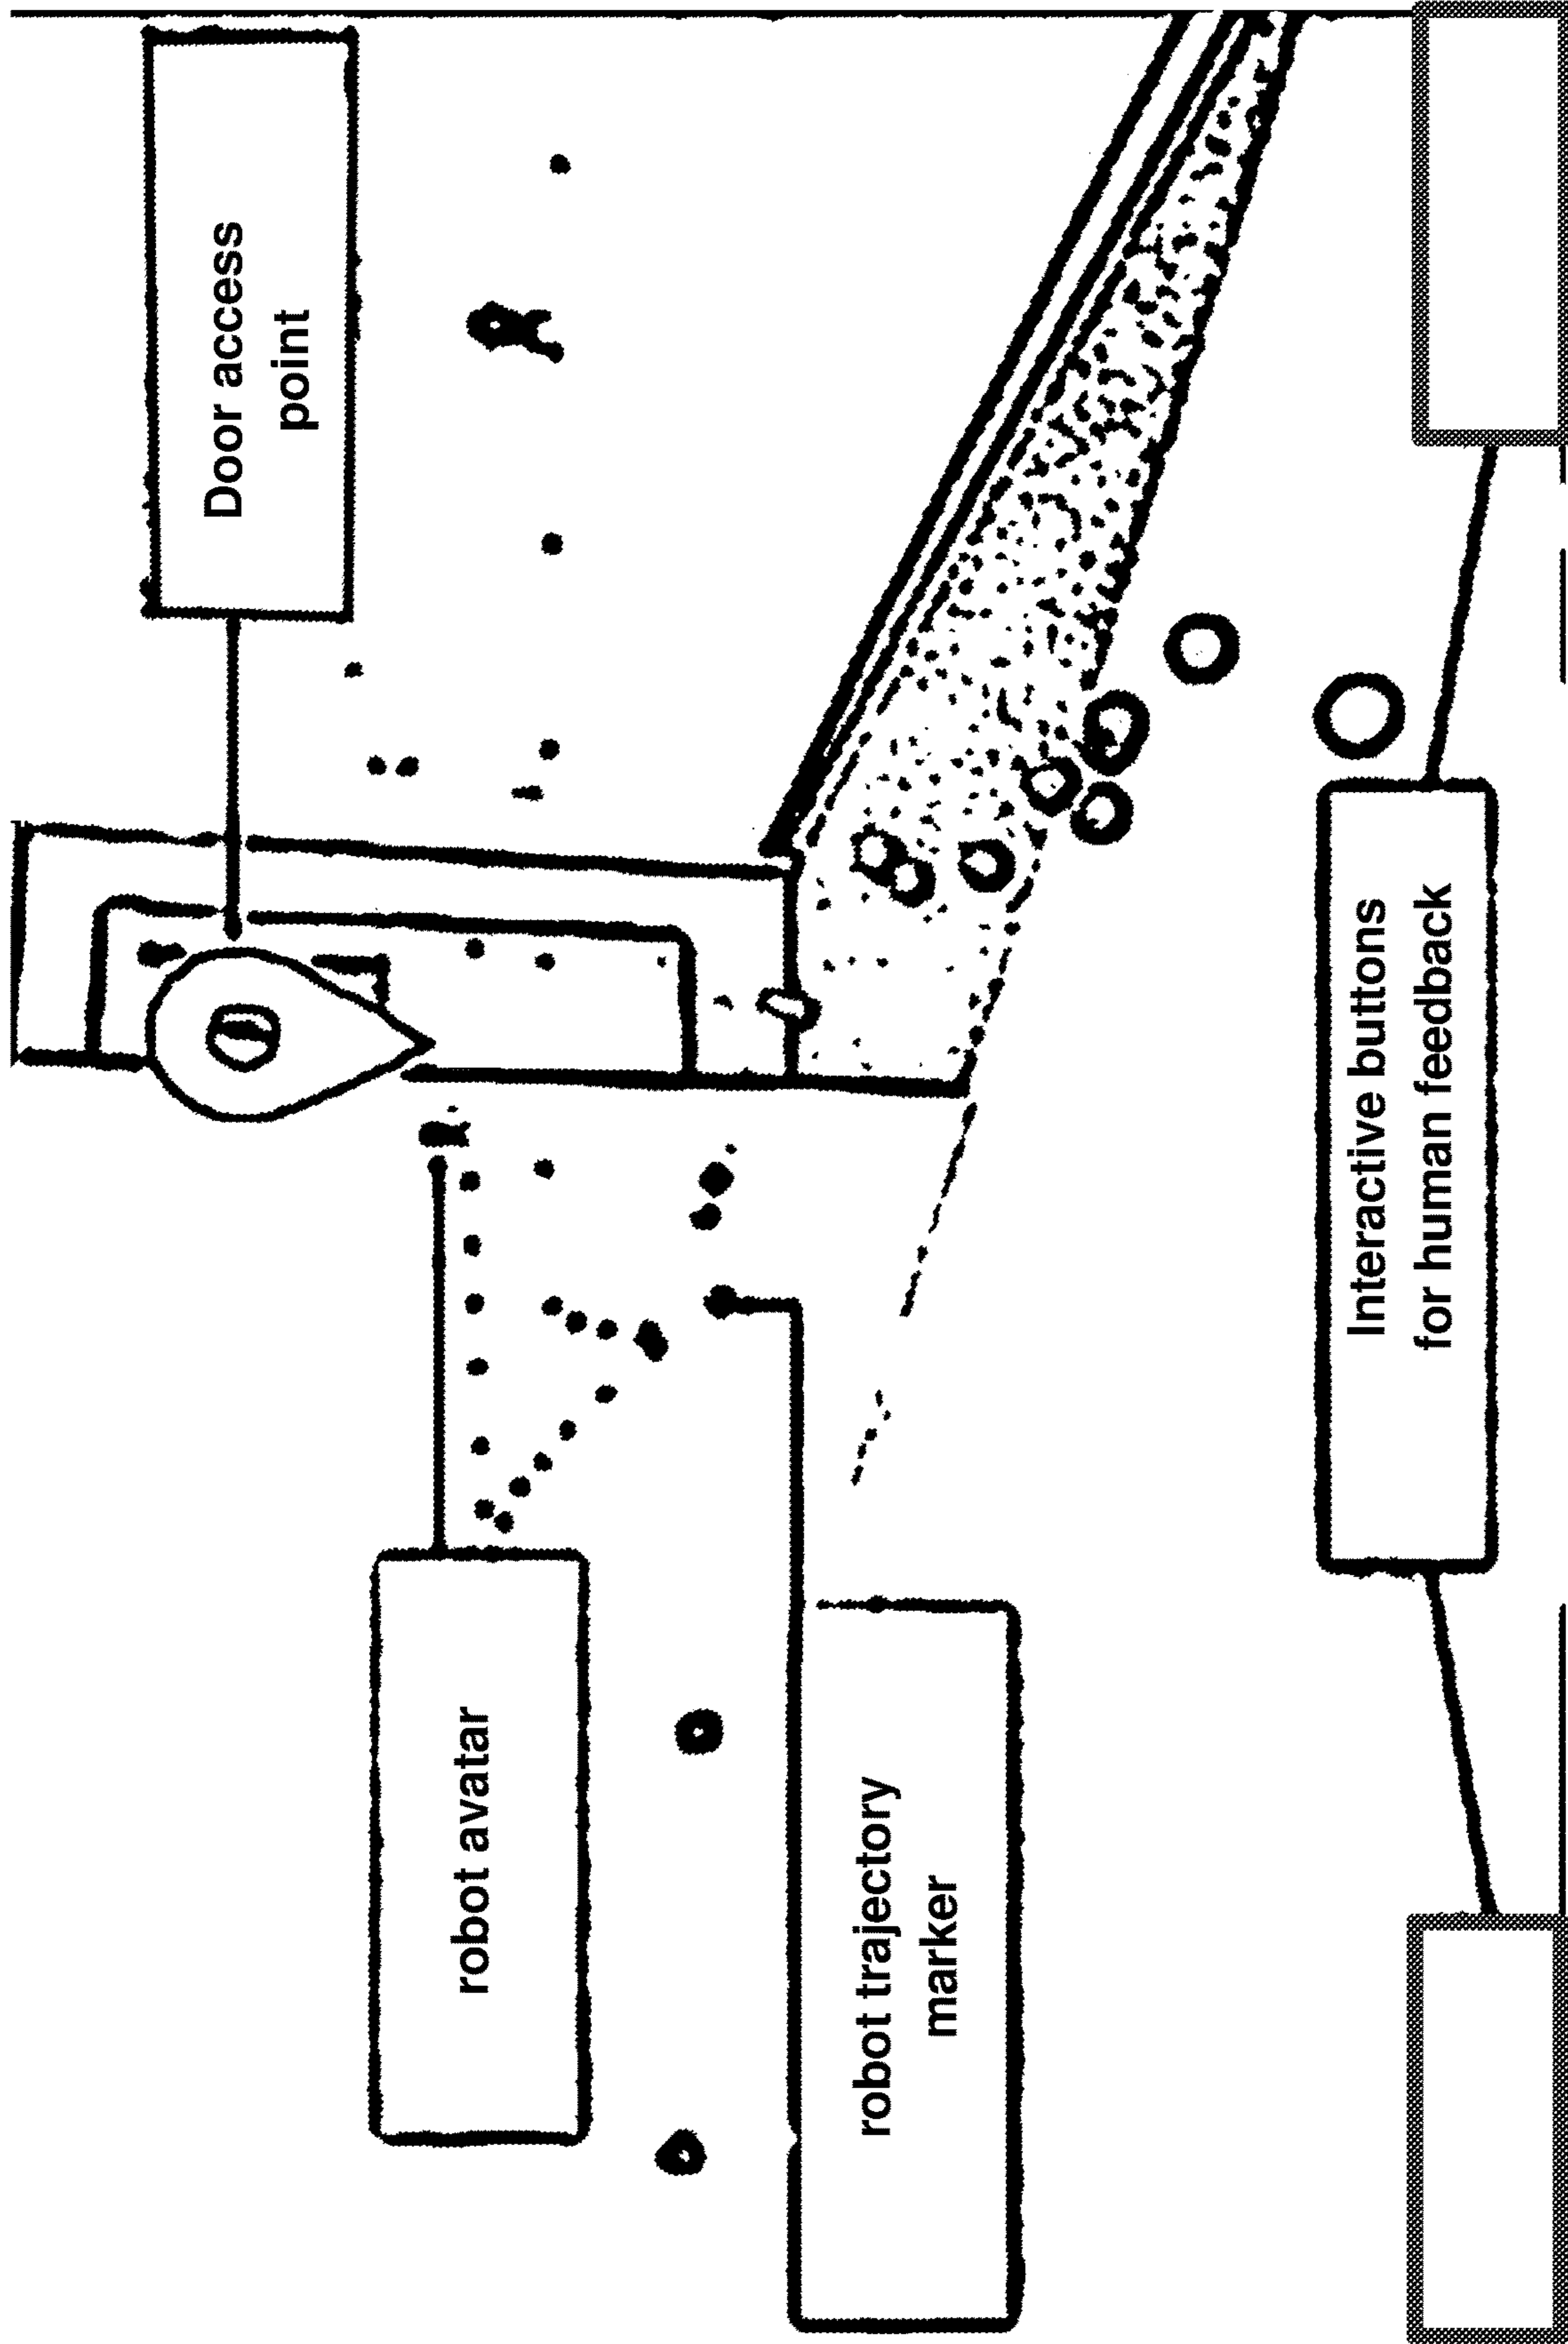 Door access
point
robot avatar
robot trajectory
marker
Interactive buttons
for human feedback